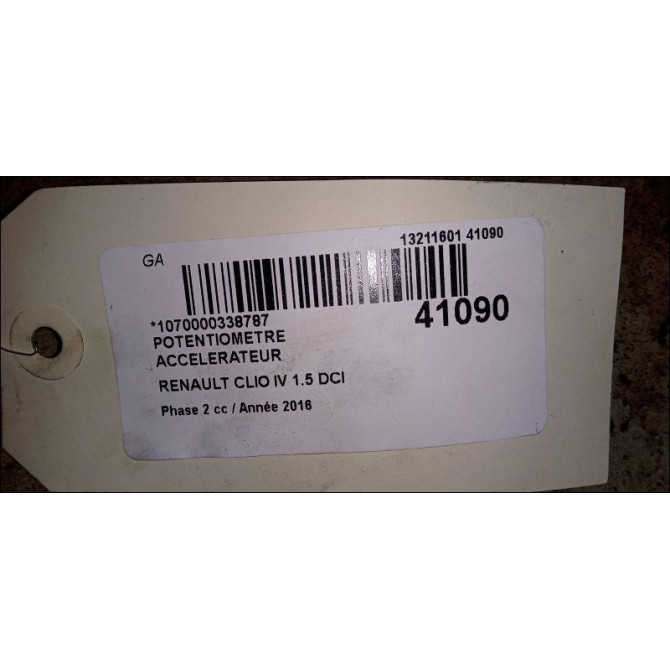 GA
13211601 41090
*1070000338787
41090
POTENTIOMETRE
ACCELERATEUR
RENAULT CLIO IV 1.5 DCI
Phase 2 cc / Année 2016